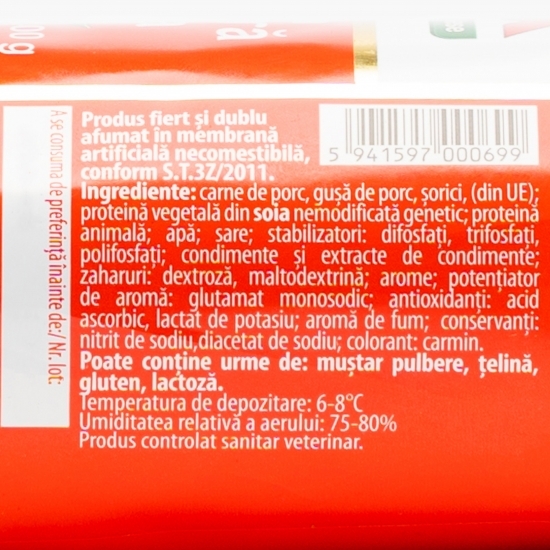 Produs fiert și dublu
afumat în membrană
artificială necomestibilă,
conform S.T.3Z/2011.
5 941597 000699
Ingrediente: carne de porc, gușă de porc, șorici, (din UE);
proteină vegetală din soia nemodificată genetic; proteină
animală; apă; sare; stabilizatori: difosfați, trifosfați,
polifosfați; condimente și extracte de condimente;
zaharuri: dextroză, maltodextrină; arome; potențiator
de aromă: glutamat monosodic; antioxidanți: acid
ascorbic, lactat de potasiu; aromă de fum; conservanți:
nitrit de sodiu,diacetat de sodiu; colorant: carmin.
Poate conține urme de: muștar pulbere, țelină,
gluten, lactoză.
Temperatura de depozitare: 6-8°C
Umiditatea relativă a aerului: 75-80%
Produs controlat sanitar veterinar.
A se consuma de preferință înainte de:/ Nr. lot: